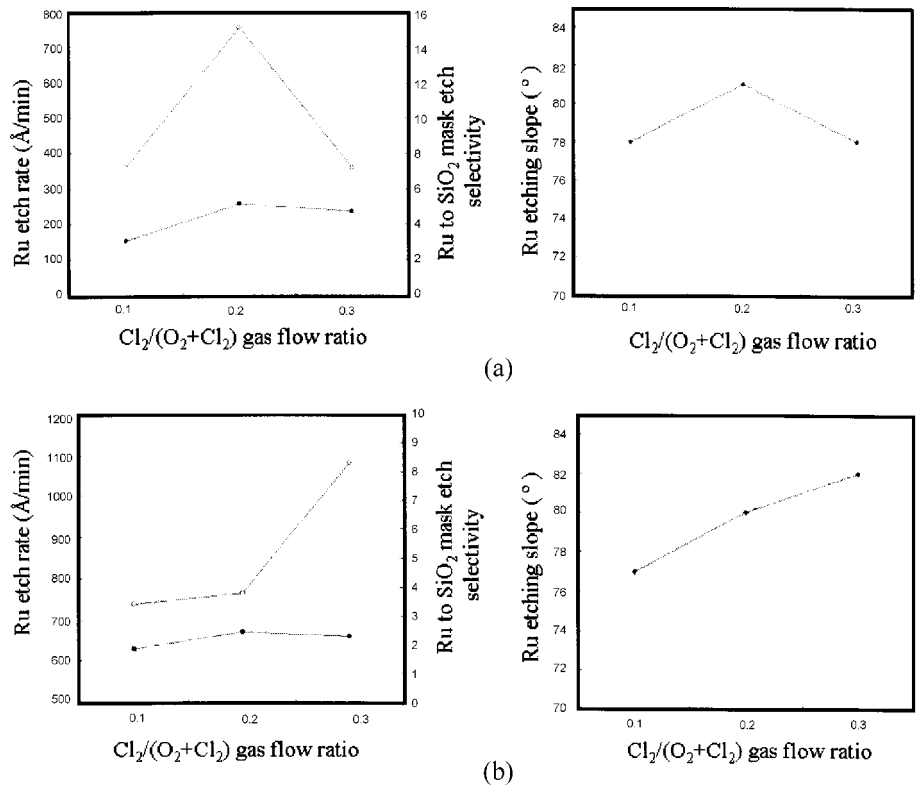 800
700
600
500
400
300
200
100
0
Ru etch rate (Å/min)
16
14
12
10
8
6
4
2
0
Ru to SiO2 mask etch
selectivity
0.1 0.2 0.3
Cl2/(O2+Cl2) gas flow ratio
84
82
80
78
76
74
72
70
Ru etching slope ( ° )
0.1 0.2 0.3
Cl2/(O2+Cl2) gas flow ratio
(a)
1200
1100
1000
900
800
700
600
500
Ru etch rate (Å/min)
10
9
8
7
6
5
4
3
2
1
0
Ru to SiO2 mask etch
selectivity
0.1 0.2 0.3
Cl2/(O2+Cl2) gas flow ratio
84
82
80
77
76
74
72
70
Ru etching slope ( ° )
0.1 0.2 0.3
Cl2/(O2+Cl2) gas flow ratio
(b)